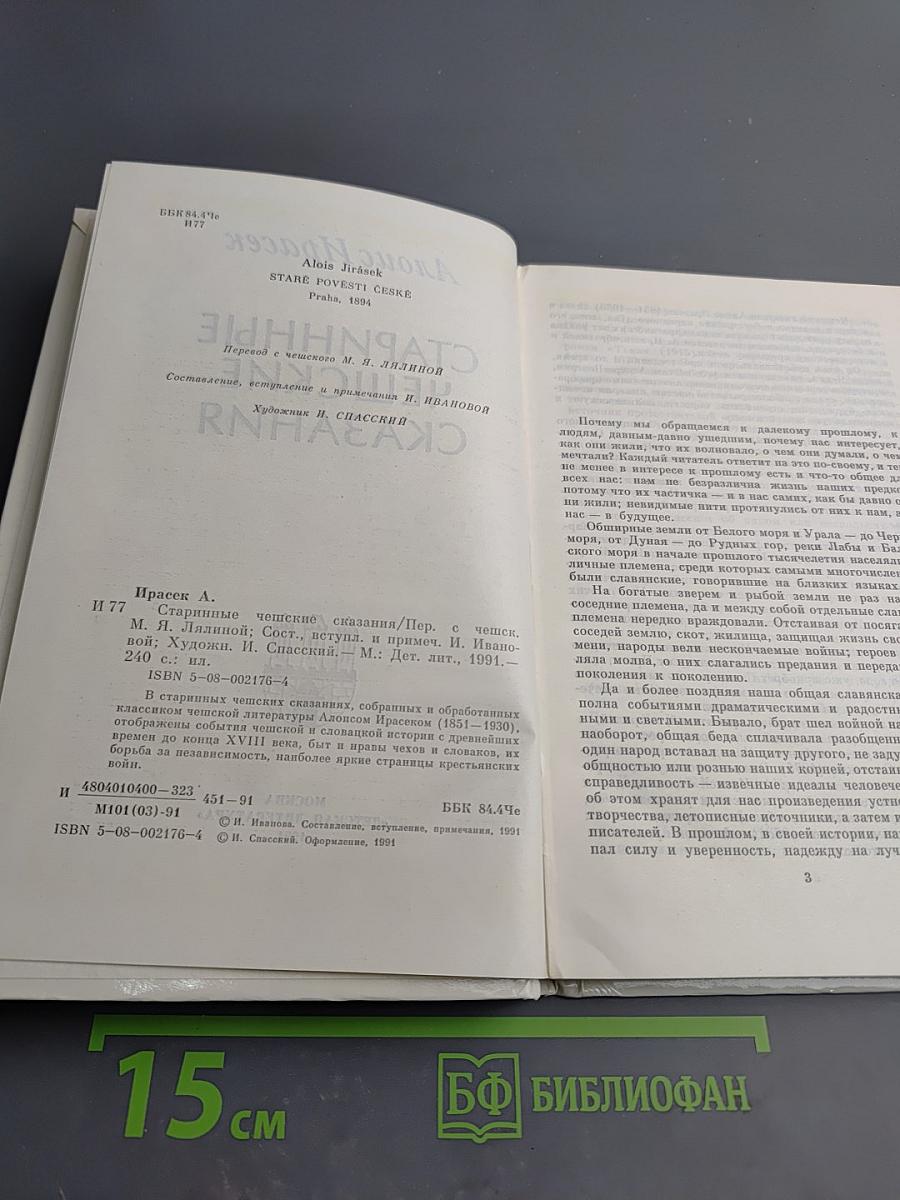 ББК 84.4Че
И77
Alois Jirásek
STARÉ POVĚSTI ČESKÉ
Praha, 1894
Перевод с чешского М. Я. ЛЯЛИНОЙ
Составление, вступление и примечания И. ИВАНОВОЙ
Художник И. СПАССКИЙ
Ирасек А.
И 77 Старинные чешские сказания/Пер. с чешск.
М. Я. Лялиной; Сост., вступл. и примеч. И. Ивано-
вой; Художн. И. Спасский.— М.: Дет. лит., 1991.—
240 с.: ил.
ISBN 5—08—002176—4
В старинных чешских сказаниях, собранных и обработанных
классиком чешской литературы Алоисом Ирасеком (1851—1930),
отображены события чешской и словацкой истории с древнейших
времен до конца XVIII века, быт и нравы чехов и словаков, их
борьба за независимость, наиболее яркие страницы крестьянских
войн.
И 4804010400—323 451—91
М101(03)-91
ББК 84.4Че
ISBN 5—08—002176—4
© И. Иванова. Составление, вступление, примечания, 1991
© И. Спасский. Оформление, 1991
Почему мы обращаемся к далекому прошлому, к
людям, давным-давно ушедшим, почему нас интересует,
как они жили, что их волновало, о чем они думали, о чем
мечтали? Каждый читатель ответит на это по-своему, и тем
не менее в интересе к прошлому есть и что-то общее дл
всех нас: нам не безразлична жизнь наших предко
потому что их частичка — и в нас самих, как бы давно о
ни жили; невидимые нити протянулись от них к нам, а
нас — в будущее.
Обширные земли от Белого моря и Урала — до Чер
моря, от Дуная — до Рудных гор, реки Лабы и Бал
ского моря в начале прошлого тысячелетия населяли
личные племена, среди которых самыми многочислен
были славянские, говорившие на близких языках.
На богатые зверем и рыбой земли не раз на
соседние племена, да и между собой отдельные слав
племена нередко враждовали. Отстаивая от посяга
соседей землю, скот, жилища, защищая жизнь сво
мени, народы вели нескончаемые войны; героев
ляла молва, о них слагались предания и переда
поколения к поколению.
Да и более поздняя наша общая славянска
полна событиями драматическими и радостн
ными и светлыми. Бывало, брат шел войной на
наоборот, общая беда сплачивала разобщенн
один народ вставал на защиту другого, не заду
общностью или рознью наших корней, отстаи
справедливость — извечные идеалы человече
об этом хранят для нас произведения устно
творчества, летописные источники, а затем и
писателей. В прошлом, в своей истории, на
пал силу и уверенность, надежду на луч
3
15 см
БФ БИБЛИОФАН